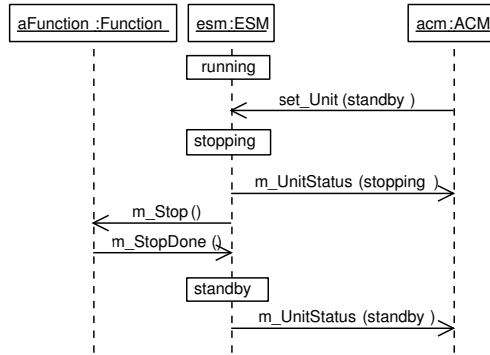 aFunction :Function
esm:ESM
acm:ACM
running
set_Unit (standby )
stopping
m_UnitStatus (stopping )
m_Stop ()
m_StopDone ()
standby
m_UnitStatus (standby )